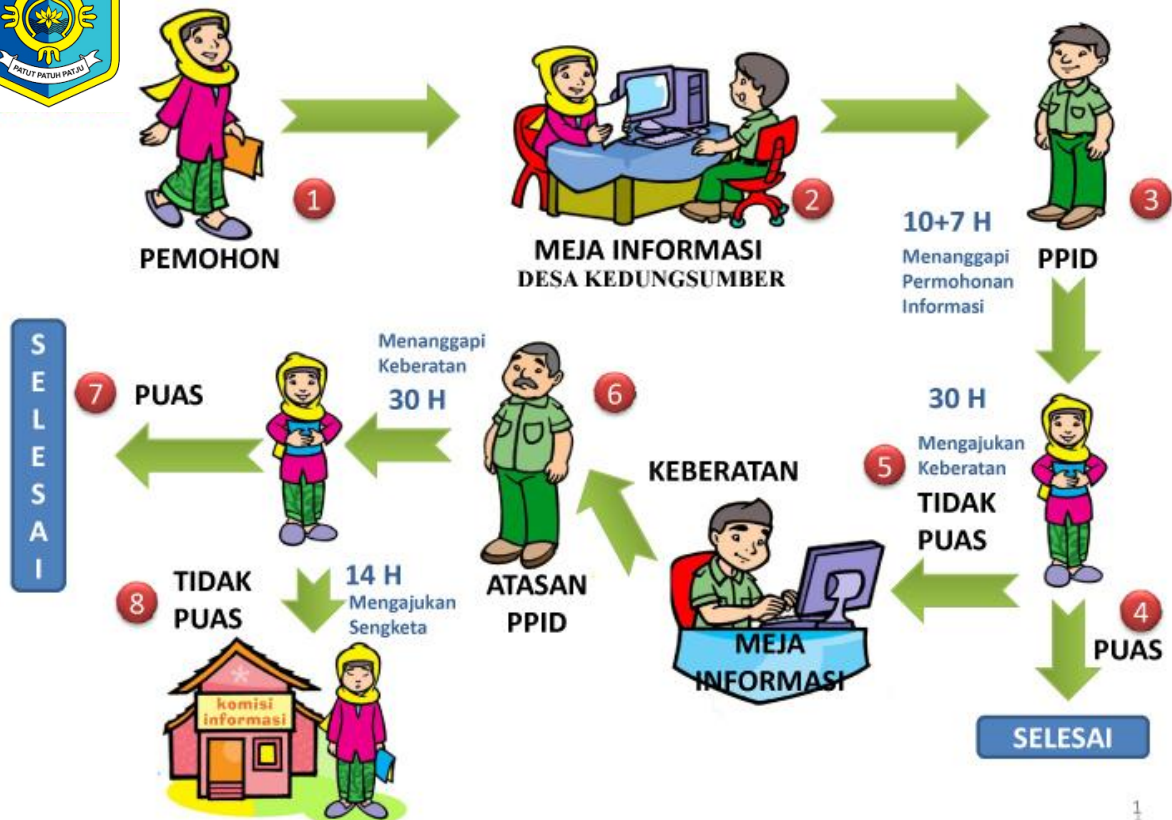 PATUT PATUH PATJU
1
PEMOHON
2
MEJA INFORMASI
DESA KEDUNGSUMBER
3
PPID
10+7 H
Menanggapi
Permohonan
Informasi
30 H
Mengajukan
Keberatan
5
TIDAK
PUAS
4
PUAS
SELESAI
KEBERATAN
MEJA
INFORMASI
6
ATASAN
PPID
Menanggapi
Keberatan
30 H
7
PUAS
SELESAI
8
TIDAK
PUAS
14 H
Mengajukan
Sengketa
komisi
informasi
1